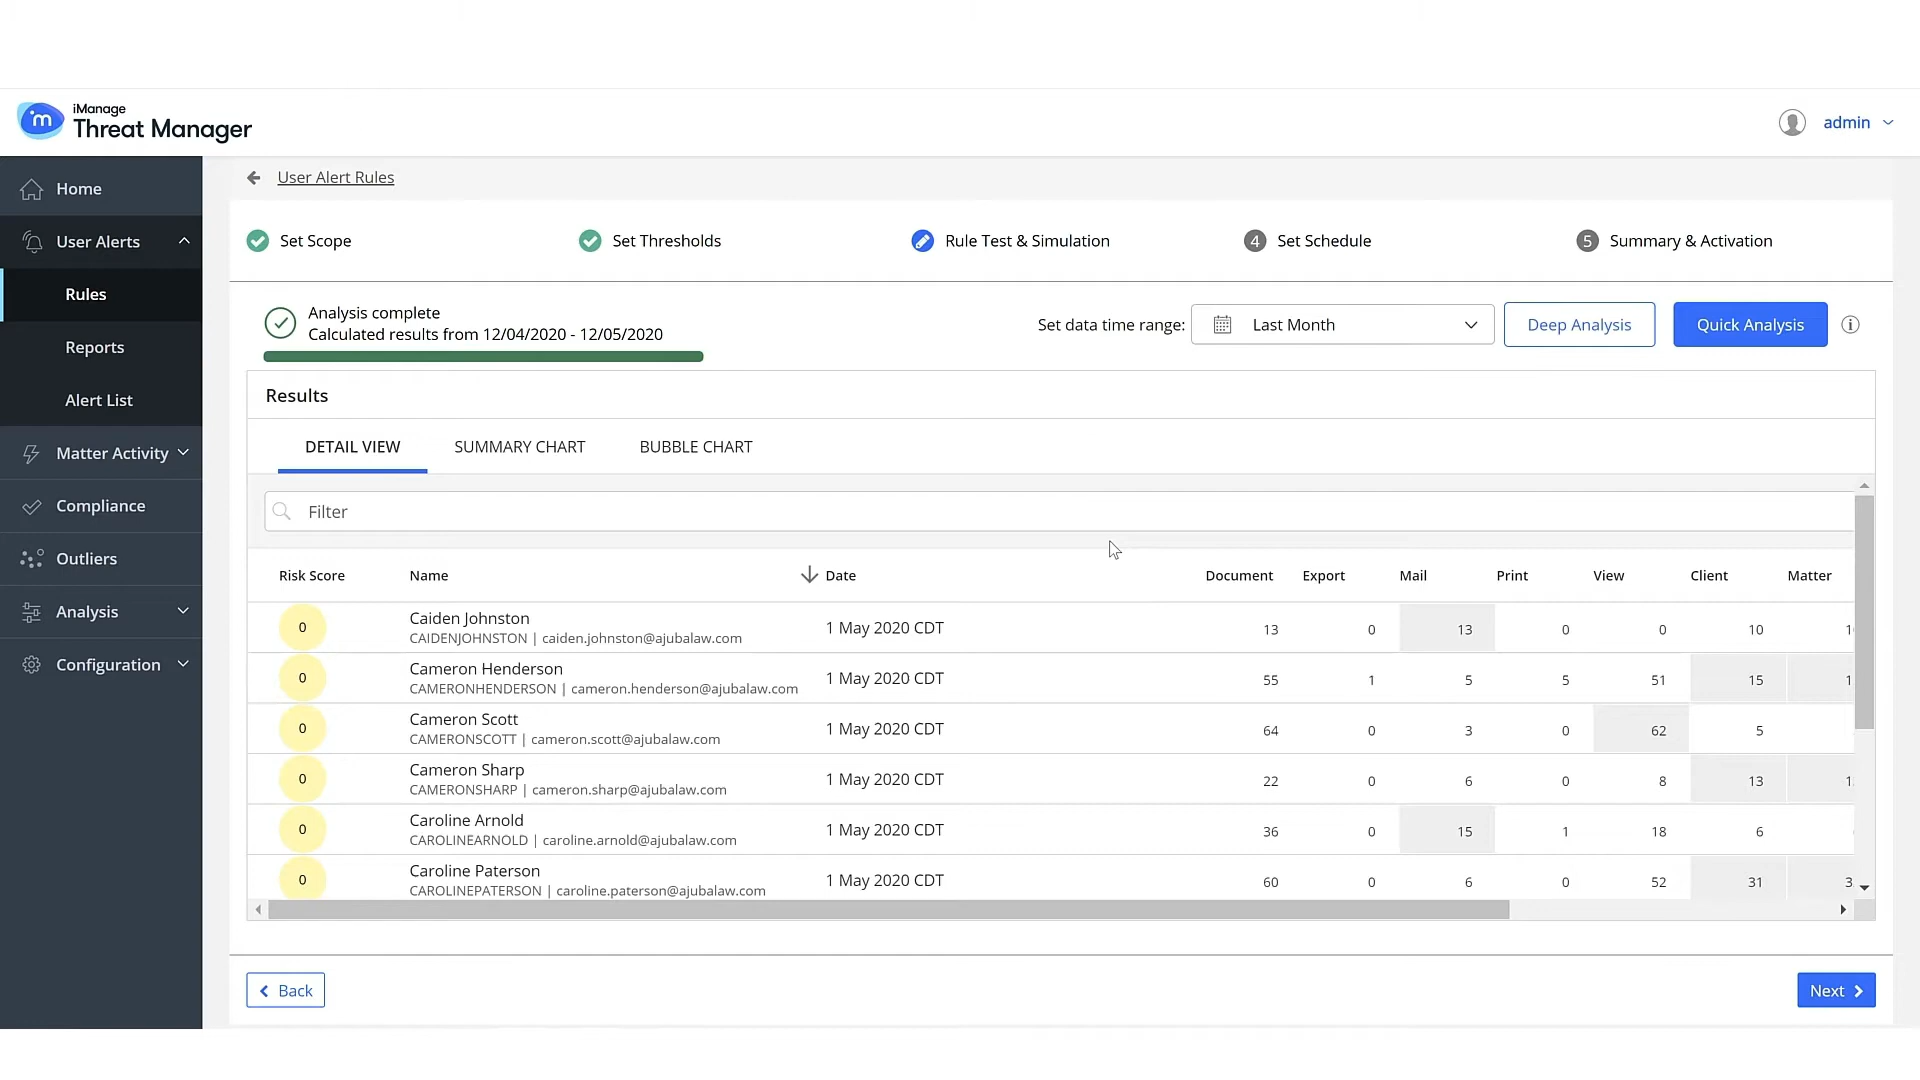 iManage
Threat Manager
admin
Home
User Alerts
Rules
Reports
Alert List
Matter Activity
Compliance
Outliers
Analysis
Configuration
User Alert Rules
Set Scope
Set Thresholds
Rule Test & Simulation
4 Set Schedule
5 Summary & Activation
Analysis complete
Calculated results from 12/04/2020 - 12/05/2020
Set data time range:
Last Month
Deep Analysis
Quick Analysis
Results
DETAIL VIEW
SUMMARY CHART
BUBBLE CHART
Filter
Risk Score Name Date Document Export Mail Print View Client Matter
0 Caiden Johnston 1 May 2020 CDT 13 0 13 0 0 10
CAIDENJOHNSTON | caiden.johnston@ajubalaw.com
0 Cameron Henderson 1 May 2020 CDT 55 1 5 5 51 15
CAMERONHENDERSON | cameron.henderson@ajubalaw.com
0 Cameron Scott 1 May 2020 CDT 64 0 3 0 62 5
CAMERONSCOTT | cameron.scott@ajubalaw.com
0 Cameron Sharp 1 May 2020 CDT 22 0 6 0 8 13
CAMERONSHARP | cameron.sharp@ajubalaw.com
0 Caroline Arnold 1 May 2020 CDT 36 0 15 1 18 6
CAROLINEARNOLD | caroline.arnold@ajubalaw.com
0 Caroline Paterson 1 May 2020 CDT 60 0 6 0 52 31
CAROLINEPATERSON | caroline.paterson@ajubalaw.com
Back
Next